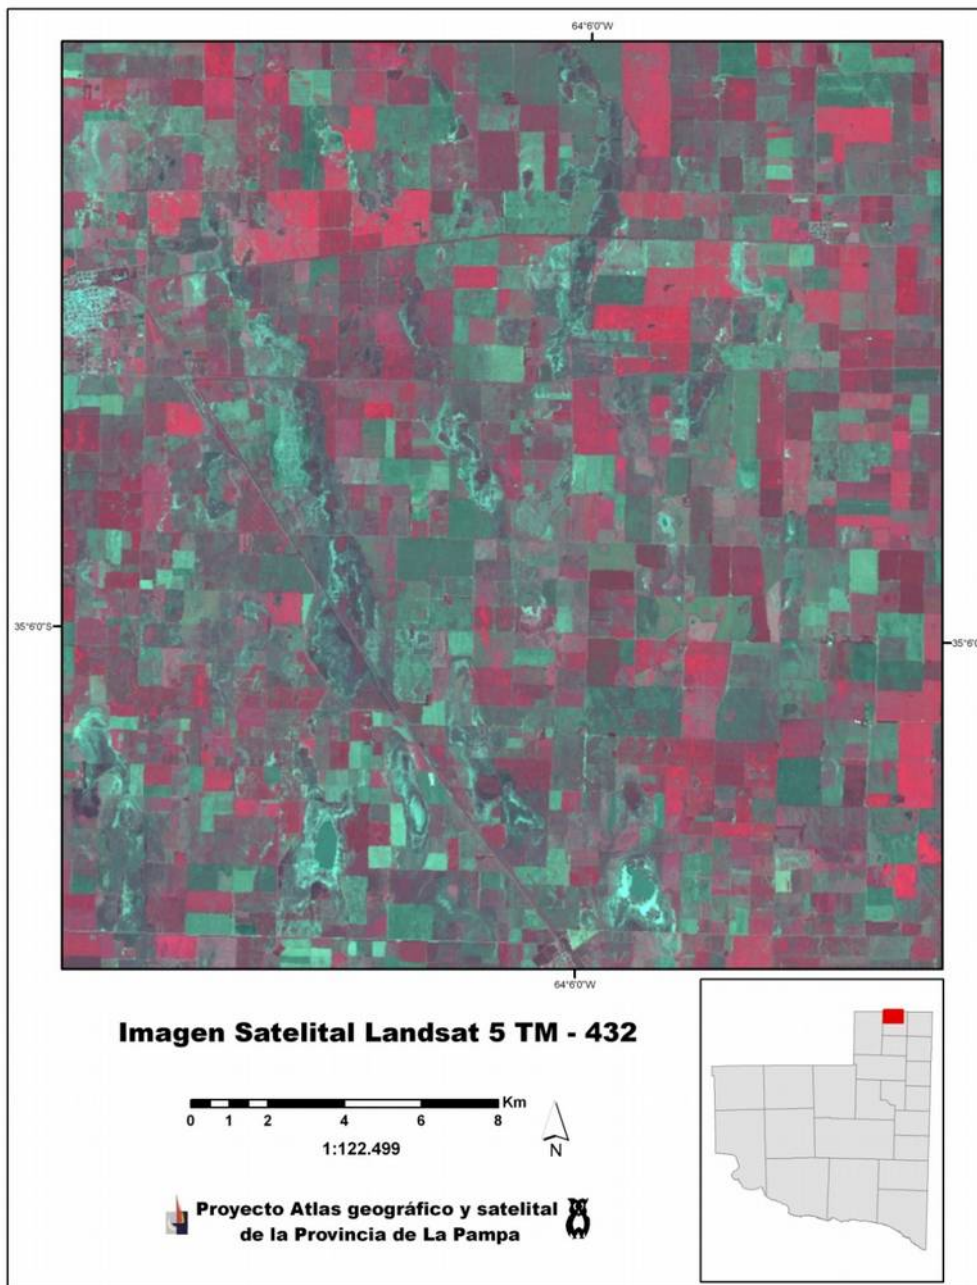 64°6'0"W
35°6'0"S
35°6'0
64°6'0"W
Imagen Satelital Landsat 5 TM - 432
Km
0 1 2 4 6 8
1:122.499
N
Proyecto Atlas geográfico y satelital
de la Provincia de La Pampa